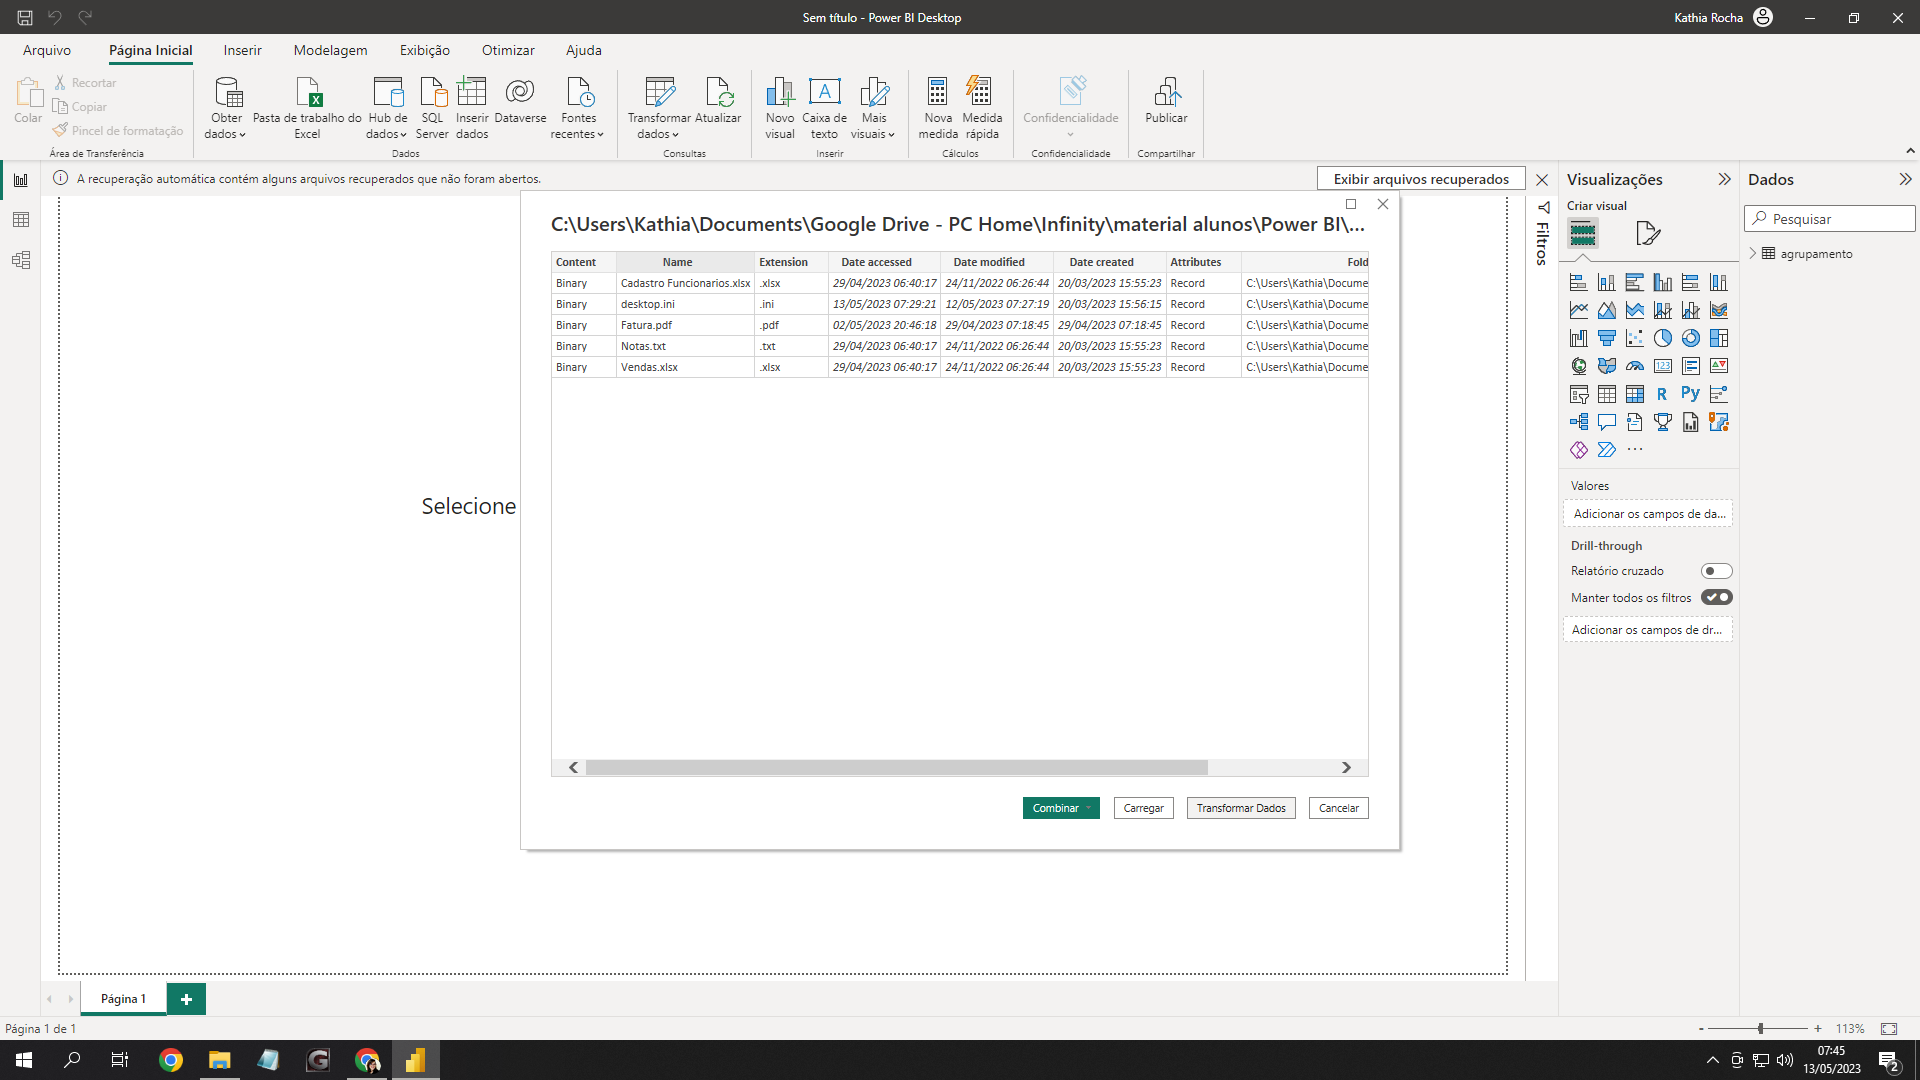 Sem título - Power BI Desktop
Kathia Rocha
Arquivo
Página Inicial
Inserir
Modelagem
Exibição
Otimizar
Ajuda
Colar
Recortar
Copiar
Pincel de formatação
Área de Transferência
Obter dados
Pasta de trabalho do Excel
Hub de dados
SQL Server
Inserir dados
Dataverse
Fontes recentes
Dados
Transformar dados
Atualizar
Consultas
Novo visual
Caixa de texto
Mais visuais
Inserir
Nova medida
Medida rápida
Cálculos
Confidencialidade
Confidencialidade
Publicar
Compartilhar
A recuperação automática contém alguns arquivos recuperados que não foram abertos.
Exibir arquivos recuperados
C:\Users\Kathia\Documents\Google Drive - PC Home\Infinity\material alunos\Power BI\...
Content Name Extension Date accessed Date modified Date created Attributes Fold
Binary Cadastro Funcionarios.xlsx .xlsx 29/04/2023 06:40:17 24/11/2022 06:26:44 20/03/2023 15:55:23 Record C:\Users\Kathia\Docume
Binary desktop.ini .ini 13/05/2023 07:29:21 12/05/2023 07:27:19 20/03/2023 15:56:15 Record C:\Users\Kathia\Docume
Binary Fatura.pdf .pdf 02/05/2023 20:46:18 29/04/2023 07:18:45 29/04/2023 07:18:45 Record C:\Users\Kathia\Docume
Binary Notas.txt .txt 29/04/2023 06:40:17 24/11/2022 06:26:44 20/03/2023 15:55:23 Record C:\Users\Kathia\Docume
Binary Vendas.xlsx .xlsx 29/04/2023 06:40:17 24/11/2022 06:26:44 20/03/2023 15:55:23 Record C:\Users\Kathia\Docume
Combinar
Carregar
Transformar Dados
Cancelar
Selecione
Filtros
Visualizações
Criar visual
123
R
Py
...
Valores
Adicionar os campos de da...
Drill-through
Relatório cruzado
Manter todos os filtros
Adicionar os campos de dr...
Dados
Pesquisar
agrupamento
Página 1
+
Página 1 de 1
- + 113%
07:45
13/05/2023
2